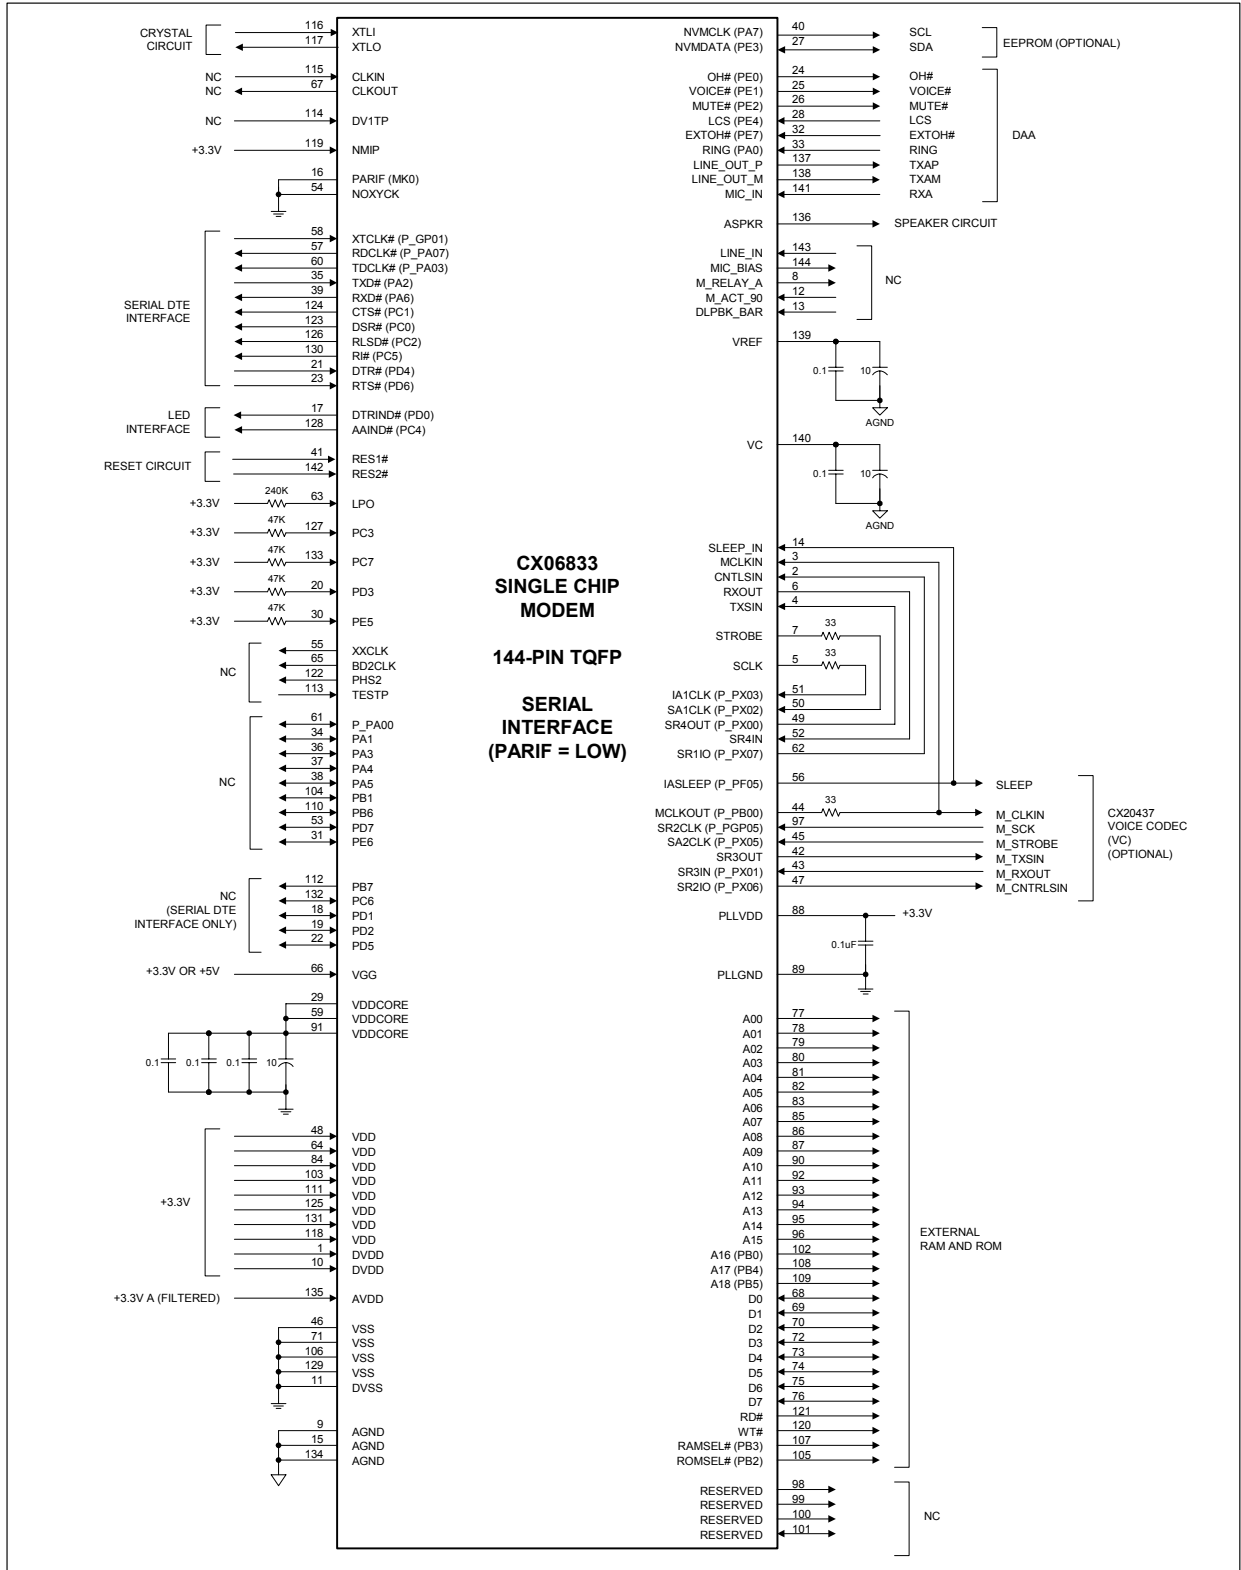 CRYSTAL
CIRCUIT
116 XTLI
117 XTLO
NC 115 CLKIN
NC 67 CLKOUT
NC 114 DV1TP
+3.3V 119 NMIP
16 PARIF (MK0)
54 NOXYCK
SERIAL DTE
INTERFACE
58 XTCLK# (P_GP01)
57 RDCLK# (P_PA07)
60 TDCLK# (P_PA03)
35 TXD# (PA2)
39 RXD# (PA6)
124 CTS# (PC1)
123 DSR# (PC0)
126 RLSD# (PC2)
130 RI# (PC5)
21 DTR# (PD4)
23 RTS# (PD6)
LED
INTERFACE
17 DTRIND# (PD0)
128 AAIND# (PC4)
RESET CIRCUIT
41 RES1#
142 RES2#
+3.3V 240K 63 LPO
+3.3V 47K 127 PC3
+3.3V 47K 133 PC7
+3.3V 47K 20 PD3
+3.3V 47K 30 PE5
NC
55 XXCLK
65 BD2CLK
122 PHS2
113 TESTP
NC
61 P_PA00
34 PA1
36 PA3
37 PA4
38 PA5
104 PB1
110 PB6
53 PD7
31 PE6
NC
(SERIAL DTE
INTERFACE ONLY)
112 PB7
132 PC6
18 PD1
19 PD2
22 PD5
+3.3V OR +5V 66 VGG
29 VDDCORE
59 VDDCORE
91 VDDCORE
0.1 0.1 0.1 10
+3.3V
48 VDD
64 VDD
84 VDD
103 VDD
111 VDD
125 VDD
131 VDD
118 VDD
1 DVDD
10 DVDD
+3.3V A (FILTERED) 135 AVDD
46 VSS
71 VSS
106 VSS
129 VSS
11 DVSS
9 AGND
15 AGND
134 AGND
CX06833
SINGLE CHIP
MODEM
144-PIN TQFP
SERIAL
INTERFACE
(PARIF = LOW)
NVMCLK (PA7) 40 SCL
NVMDATA (PE3) 27 SDA
EEPROM (OPTIONAL)
OH# (PE0) 24 OH#
VOICE# (PE1) 25 VOICE#
MUTE# (PE2) 26 MUTE#
LCS (PE4) 28 LCS
EXTOH# (PE7) 32 EXTOH#
RING (PA0) 33 RING
LINE_OUT_P 137 TXAP
LINE_OUT_M 138 TXAM
MIC_IN 141 RXA
DAA
ASPKR 136 SPEAKER CIRCUIT
LINE_IN 143
MIC_BIAS 144
M_RELAY_A 8
M_ACT_90 12
DLPBK_BAR 13
NC
VREF 139
0.1 10
AGND
VC 140
0.1 10
AGND
SLEEP_IN 14
MCLKIN 3
CNTLSIN 2
RXOUT 6
TXSIN 4
STROBE 7 33
SCLK 5 33
IA1CLK (P_PX03) 51
SA1CLK (P_PX02) 50
SR4OUT (P_PX00) 49
SR4IN 52
SR1IO (P_PX07) 62
IASLEEP (P_PF05) 56 SLEEP
MCLKOUT (P_PB00) 44 33 M_CLKIN
SR2CLK (P_PGP05) 97 M_SCK
SA2CLK (P_PX05) 45 M_STROBE
SR3OUT 42 M_TXSIN
SR3IN (P_PX01) 43 M_RXOUT
SR2IO (P_PX06) 47 M_CNTRLSIN
CX20437
VOICE CODEC
(VC)
(OPTIONAL)
PLLVDD 88 +3.3V
0.1uF
PLLGND 89
A00 77
A01 78
A02 79
A03 80
A04 81
A05 82
A06 83
A07 85
A08 86
A09 87
A10 90
A11 92
A12 93
A13 94
A14 95
A15 96
A16 (PB0) 102
A17 (PB4) 108
A18 (PB5) 109
D0 68
D1 69
D2 70
D3 72
D4 73
D5 74
D6 75
D7 76
RD# 121
WT# 120
RAMSEL# (PB3) 107
ROMSEL# (PB2) 105
EXTERNAL
RAM AND ROM
RESERVED 98
RESERVED 99
RESERVED 100
RESERVED 101
NC